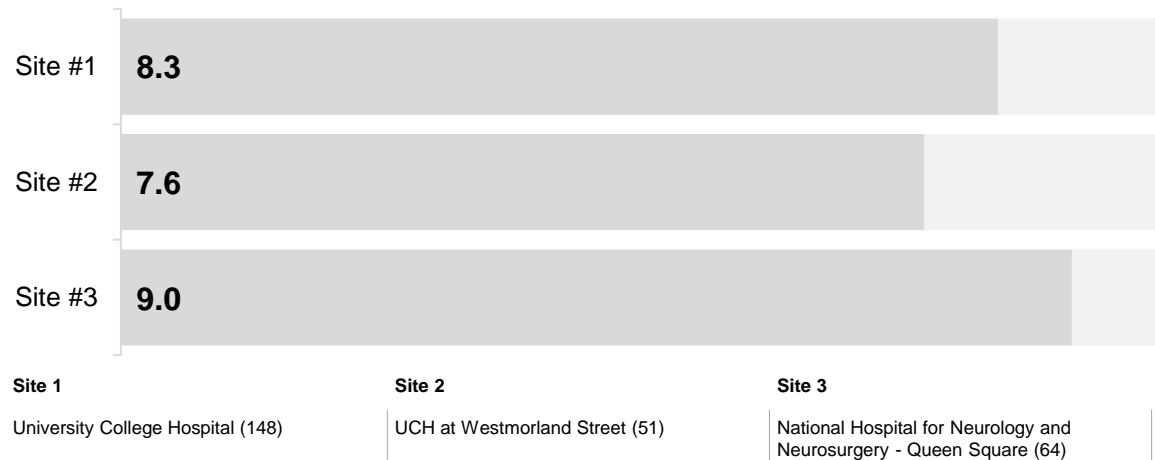 Site #1
8.3
Site #2
7.6
Site #3
9.0
Site 1
University College Hospital (148)
Site 2
UCH at Westmorland Street (51)
Site 3
National Hospital for Neurology and
Neurosurgery - Queen Square (64)